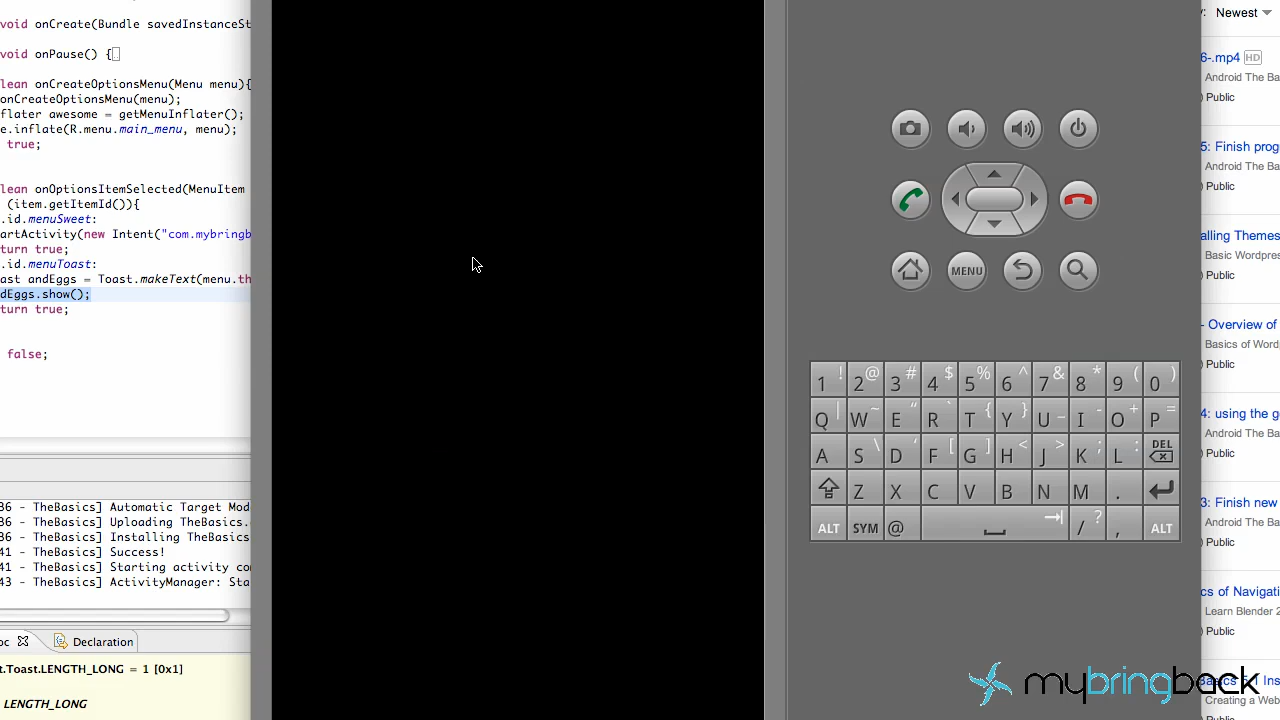 void onCreate(Bundle savedInstanceSt
void onPause() {
lean onCreateOptionsMenu(Menu menu){
onCreateOptionsMenu(menu);
flater awesome = getMenuInflater();
e.inflate(R.menu.main_menu, menu);
true;
lean onOptionsItemSelected(MenuItem
(item.getItemId()){
.id.menuSweet:
artActivity(new Intent("com.mybringb
turn true;
.id.menuToast:
ast andEggs = Toast.makeText(menu.th
dEggs.show();
turn true;
false;
36 - TheBasics] Automatic Target Mod
36 - TheBasics] Uploading TheBasics.
36 - TheBasics] Installing TheBasics
41 - TheBasics] Success!
41 - TheBasics] Starting activity co
43 - TheBasics] ActivityManager: Sta
oc Declaration
t.Toast.LENGTH_LONG = 1 [0x1]
LENGTH_LONG
MENU
1 ! 2 @ 3 # 4 $ 5 % 6 ^ 7 & 8 * 9 ( 0 )
Q | W ~ E “ R ` T { Y } U _ I - O + P =
A S \ D ‘ F [ G ] H < J > K ; L : DEL
Z X C V B N M .
ALT SYM @ / ? , ALT
: Newest
6-.mp4 HD
Android The Ba
) Public
5: Finish prog
Android The Ba
) Public
alling Themes
Basic Wordpres
) Public
- Overview of
Basics of Word
) Public
4: using the g
Android The Ba
) Public
3: Finish new
Android The Ba
) Public
cs of Navigati
Learn Blender 2
) Public
Basics 5.1 Ins
Creating a Web
Public
mybringback